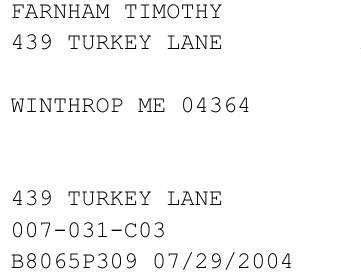 FARNHAM TIMOTHY
439 TURKEY LANE
WINTHROP ME 04364
439 TURKEY LANE
007-031-C03
B8065P309 07/29/2004